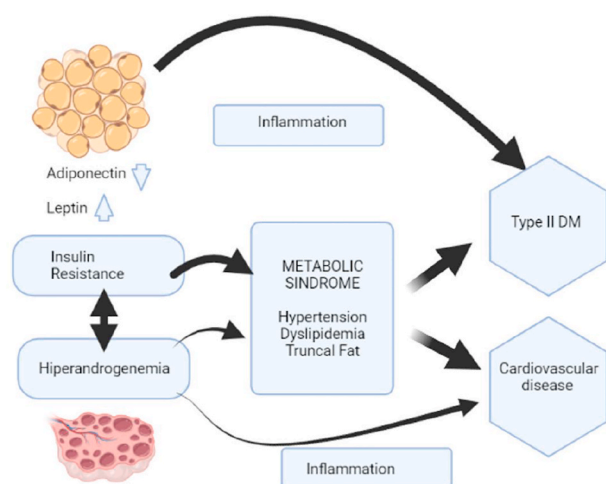 Inflammation
Adiponectin
Leptin
Insulin
Resistance
Hiperandrogenemia
METABOLIC
SINDROME
Hypertension
Dyslipidemia
Truncal Fat
Type II DM
Cardiovascular
disease
Inflammation